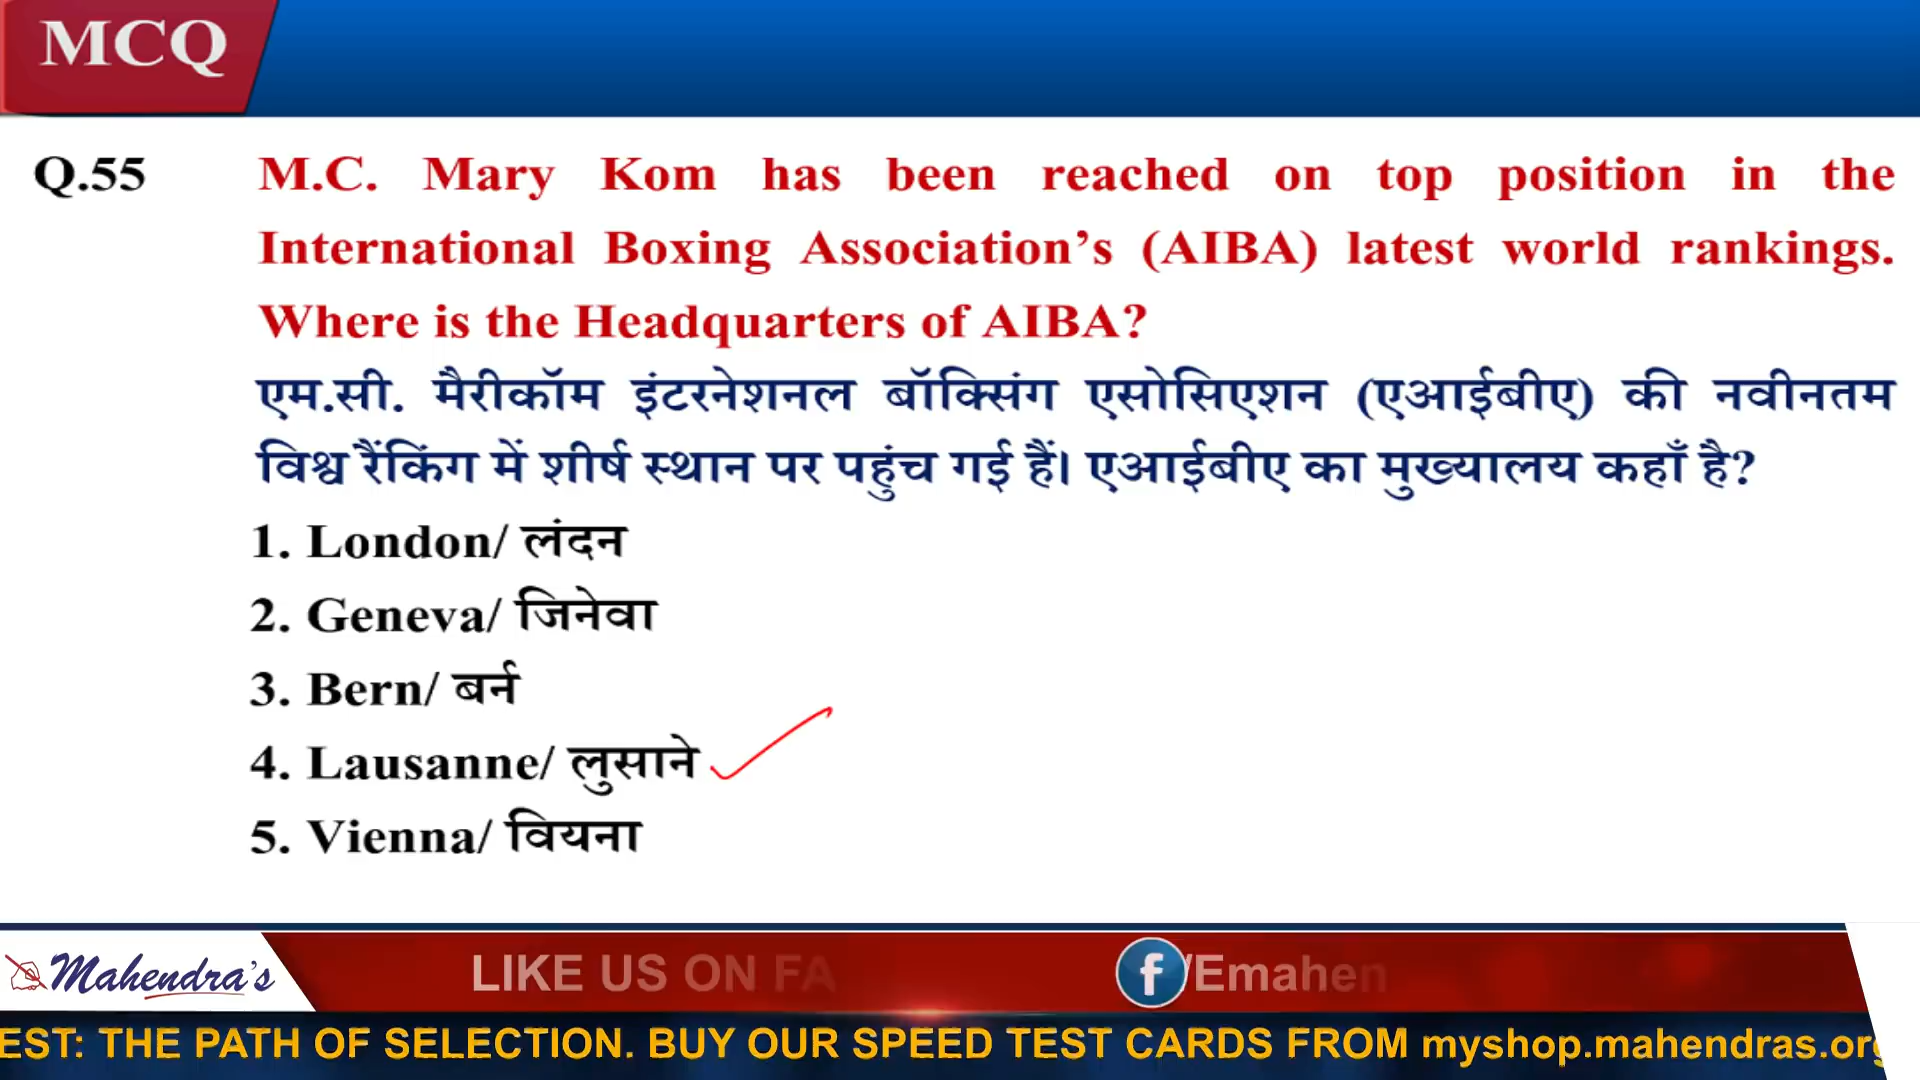 MCQ
Q.55 M.C. Mary Kom has been reached on top position in the
International Boxing Association’s (AIBA) latest world rankings.
Where is the Headquarters of AIBA?
एम.सी. मैरीकॉम इंटरनेशनल बॉक्सिंग एसोसिएशन (एआईबीए) की नवीनतम
विश्व रैंकिंग में शीर्ष स्थान पर पहुंच गई हैं। एआईबीए का मुख्यालय कहाँ है?
1. London/ लंदन
2. Geneva/ जिनेवा
3. Bern/ बर्न
4. Lausanne/ लुसाने
5. Vienna/ वियना
Mahendra's LIKE US ON FA f/Emahen
EST: THE PATH OF SELECTION. BUY OUR SPEED TEST CARDS FROM myshop.mahendras.org